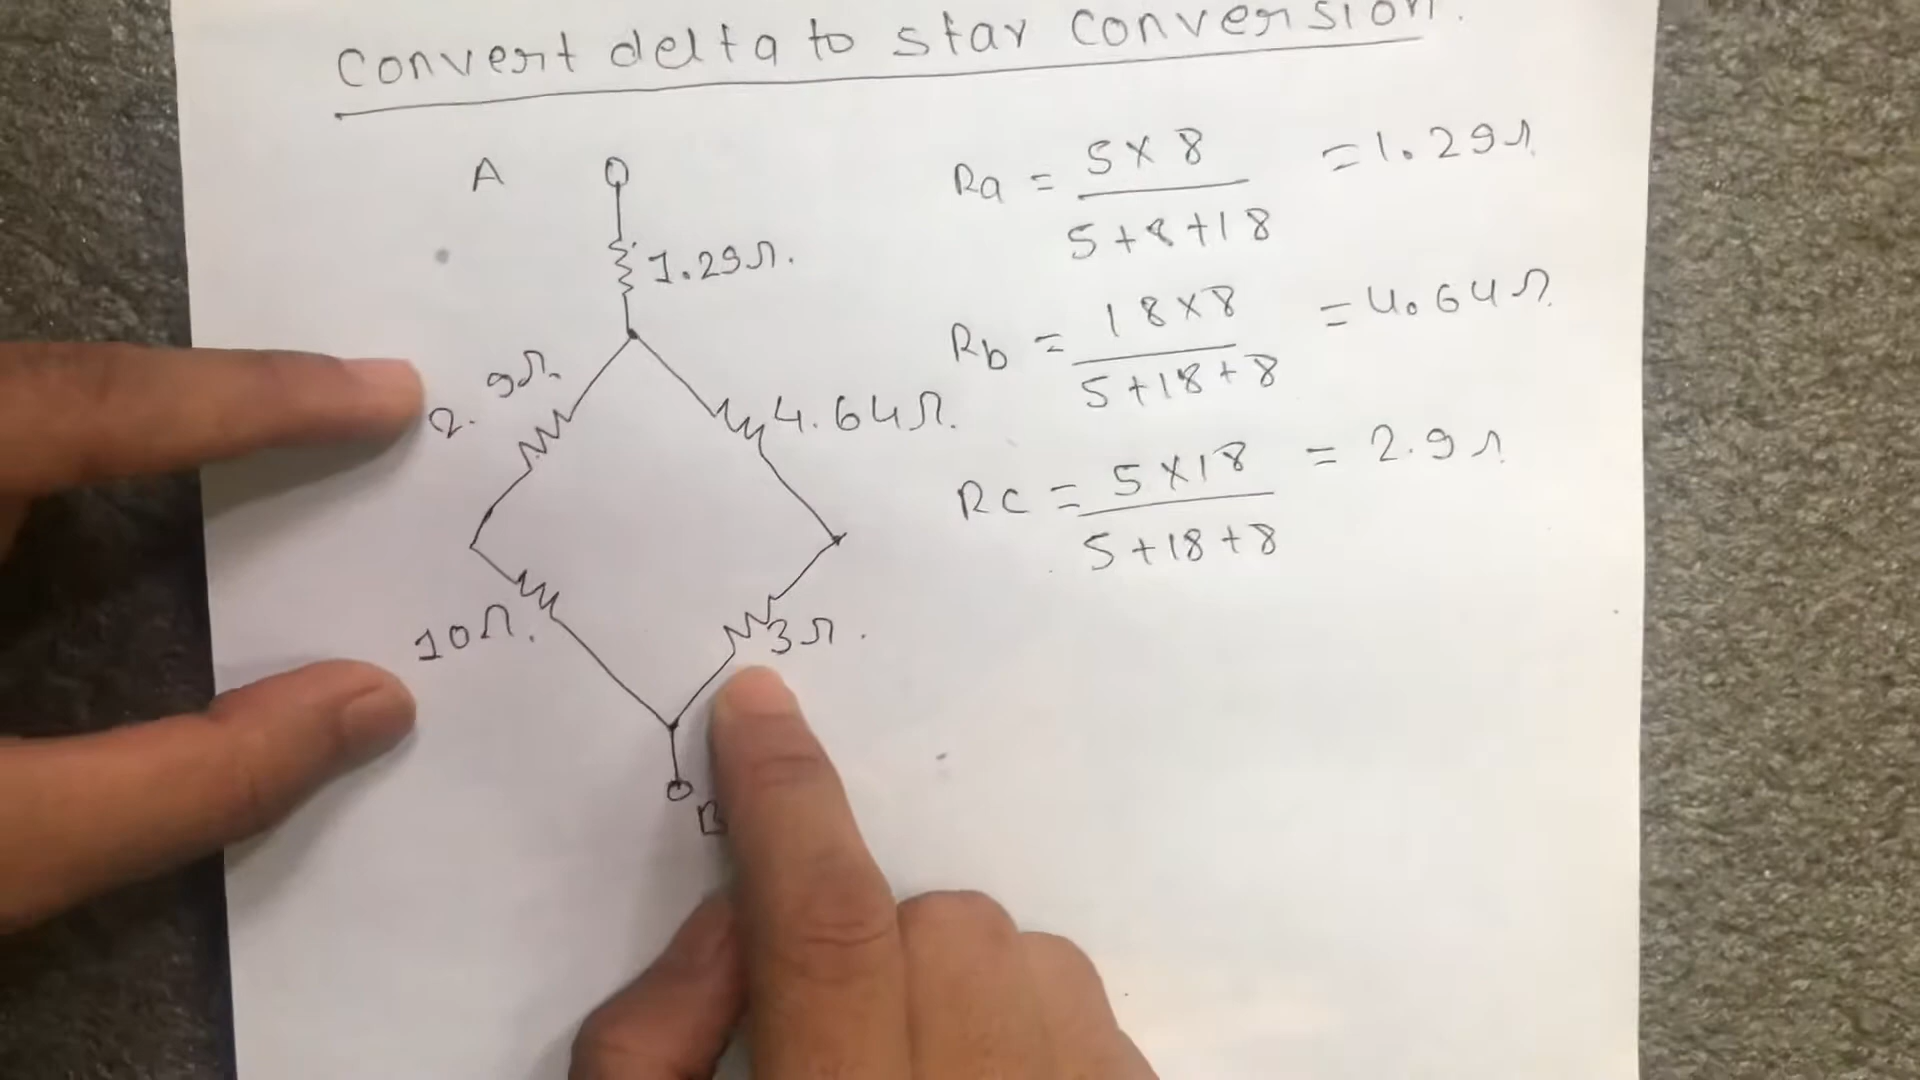 Convert delta to star conversion.
A
1.29Ω.
2.9Ω.
4.64Ω.
10Ω.
3Ω.
B
Ra = 5×8 / 5+8+18 = 1.29Ω
Rb = 18×8 / 5+18+8 = 4.64Ω
Rc = 5×18 / 5+18+8 = 2.9Ω